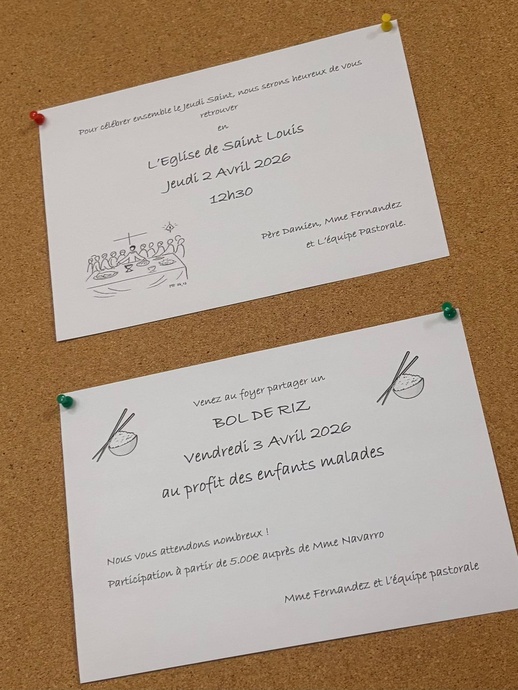 Pour célébrer ensemble le Jeudi Saint, nous serons heureux de vous
retrouver
en
L'Eglise de Saint Louis
Jeudi 2 Avril 2026
12h30
Père Damien, Mme Fernandez
et L'équipe Pastorale.
Venez au foyer partager un
BOL DE RIZ
Vendredi 3 Avril 2026
au profit des enfants malades
Nous vous attendons nombreux !
Participation à partir de 5.00€ auprès de Mme Navarro
Mme Fernandez et l'équipe pastorale